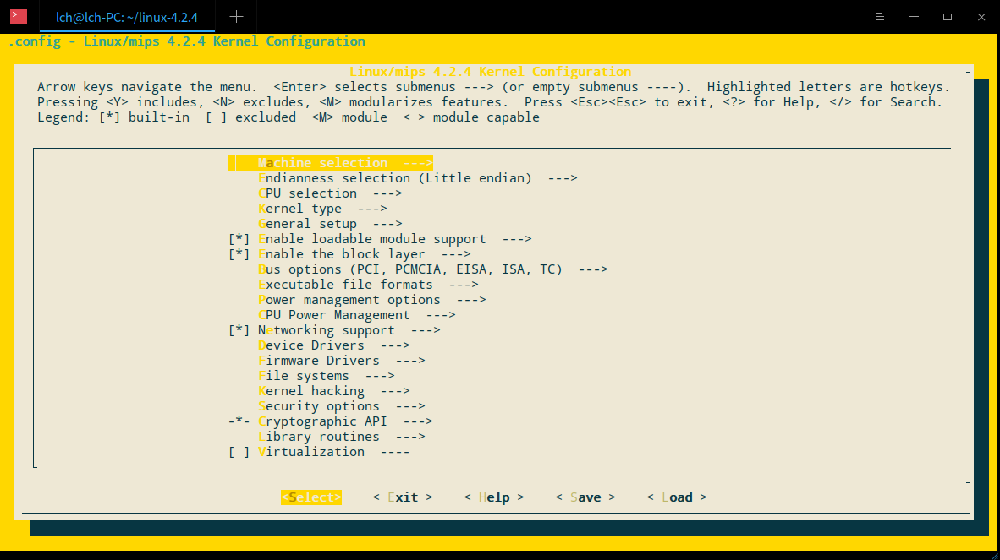 lch@lch-PC: ~/linux-4.2.4
.config - Linux/mips 4.2.4 Kernel Configuration
Linux/mips 4.2.4 Kernel Configuration
Arrow keys navigate the menu.  <Enter> selects submenus ---> (or empty submenus ----).  Highlighted letters are hotkeys.
Pressing <Y> includes, <N> excludes, <M> modularizes features.  Press <Esc><Esc> to exit, <?> for Help, </> for Search.
Legend: [*] built-in  [ ] excluded  <M> module  < > module capable
Machine selection  --->
Endianness selection (Little endian)  --->
CPU selection  --->
Kernel type  --->
General setup  --->
[*] Enable loadable module support  --->
[*] Enable the block layer  --->
Bus options (PCI, PCMCIA, EISA, ISA, TC)  --->
Executable file formats  --->
Power management options  --->
CPU Power Management  --->
[*] Networking support  --->
Device Drivers  --->
Firmware Drivers  --->
File systems  --->
Kernel hacking  --->
Security options  --->
-*- Cryptographic API  --->
Library routines  --->
[ ] Virtualization  ----
<Select>    < Exit >    < Help >    < Save >    < Load >